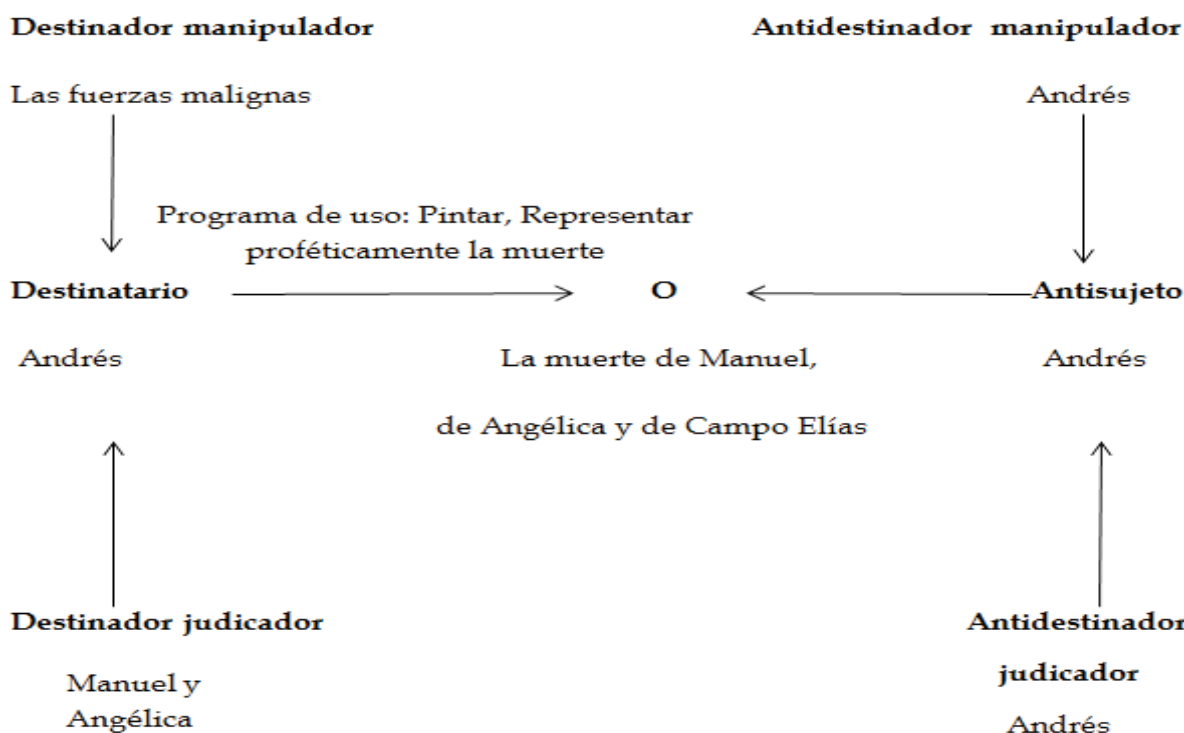 Destinador manipulador
Antidestinador manipulador
Las fuerzas malignas
Andrés
Programa de uso: Pintar, Representar
proféticamente la muerte
Destinatario
O
Antisujeto
Andrés
La muerte de Manuel,
Andrés
de Angélica y de Campo Elías
Destinador judicador
Antidestinador
judicador
Manuel y
Angélica
Andrés